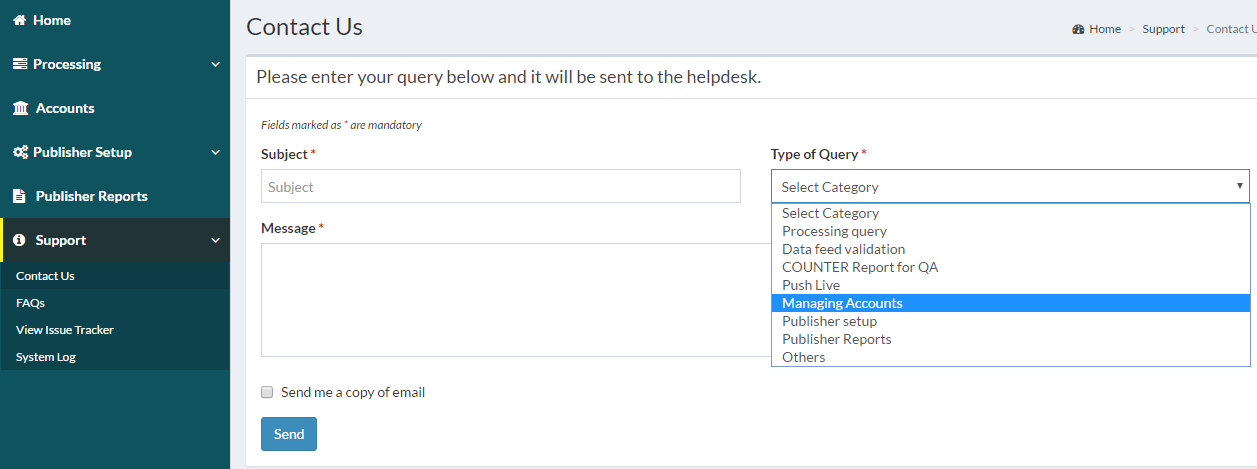 Home
Processing
Accounts
Publisher Setup
Publisher Reports
Support
Contact Us
FAQs
View Issue Tracker
System Log
Contact Us
Home > Support > Contact U
Please enter your query below and it will be sent to the helpdesk.
Fields marked as * are mandatory
Subject *
Subject
Type of Query *
Select Category
Select Category
Processing query
Data feed validation
COUNTER Report for QA
Push Live
Managing Accounts
Publisher setup
Publisher Reports
Others
Message *
Send me a copy of email
Send